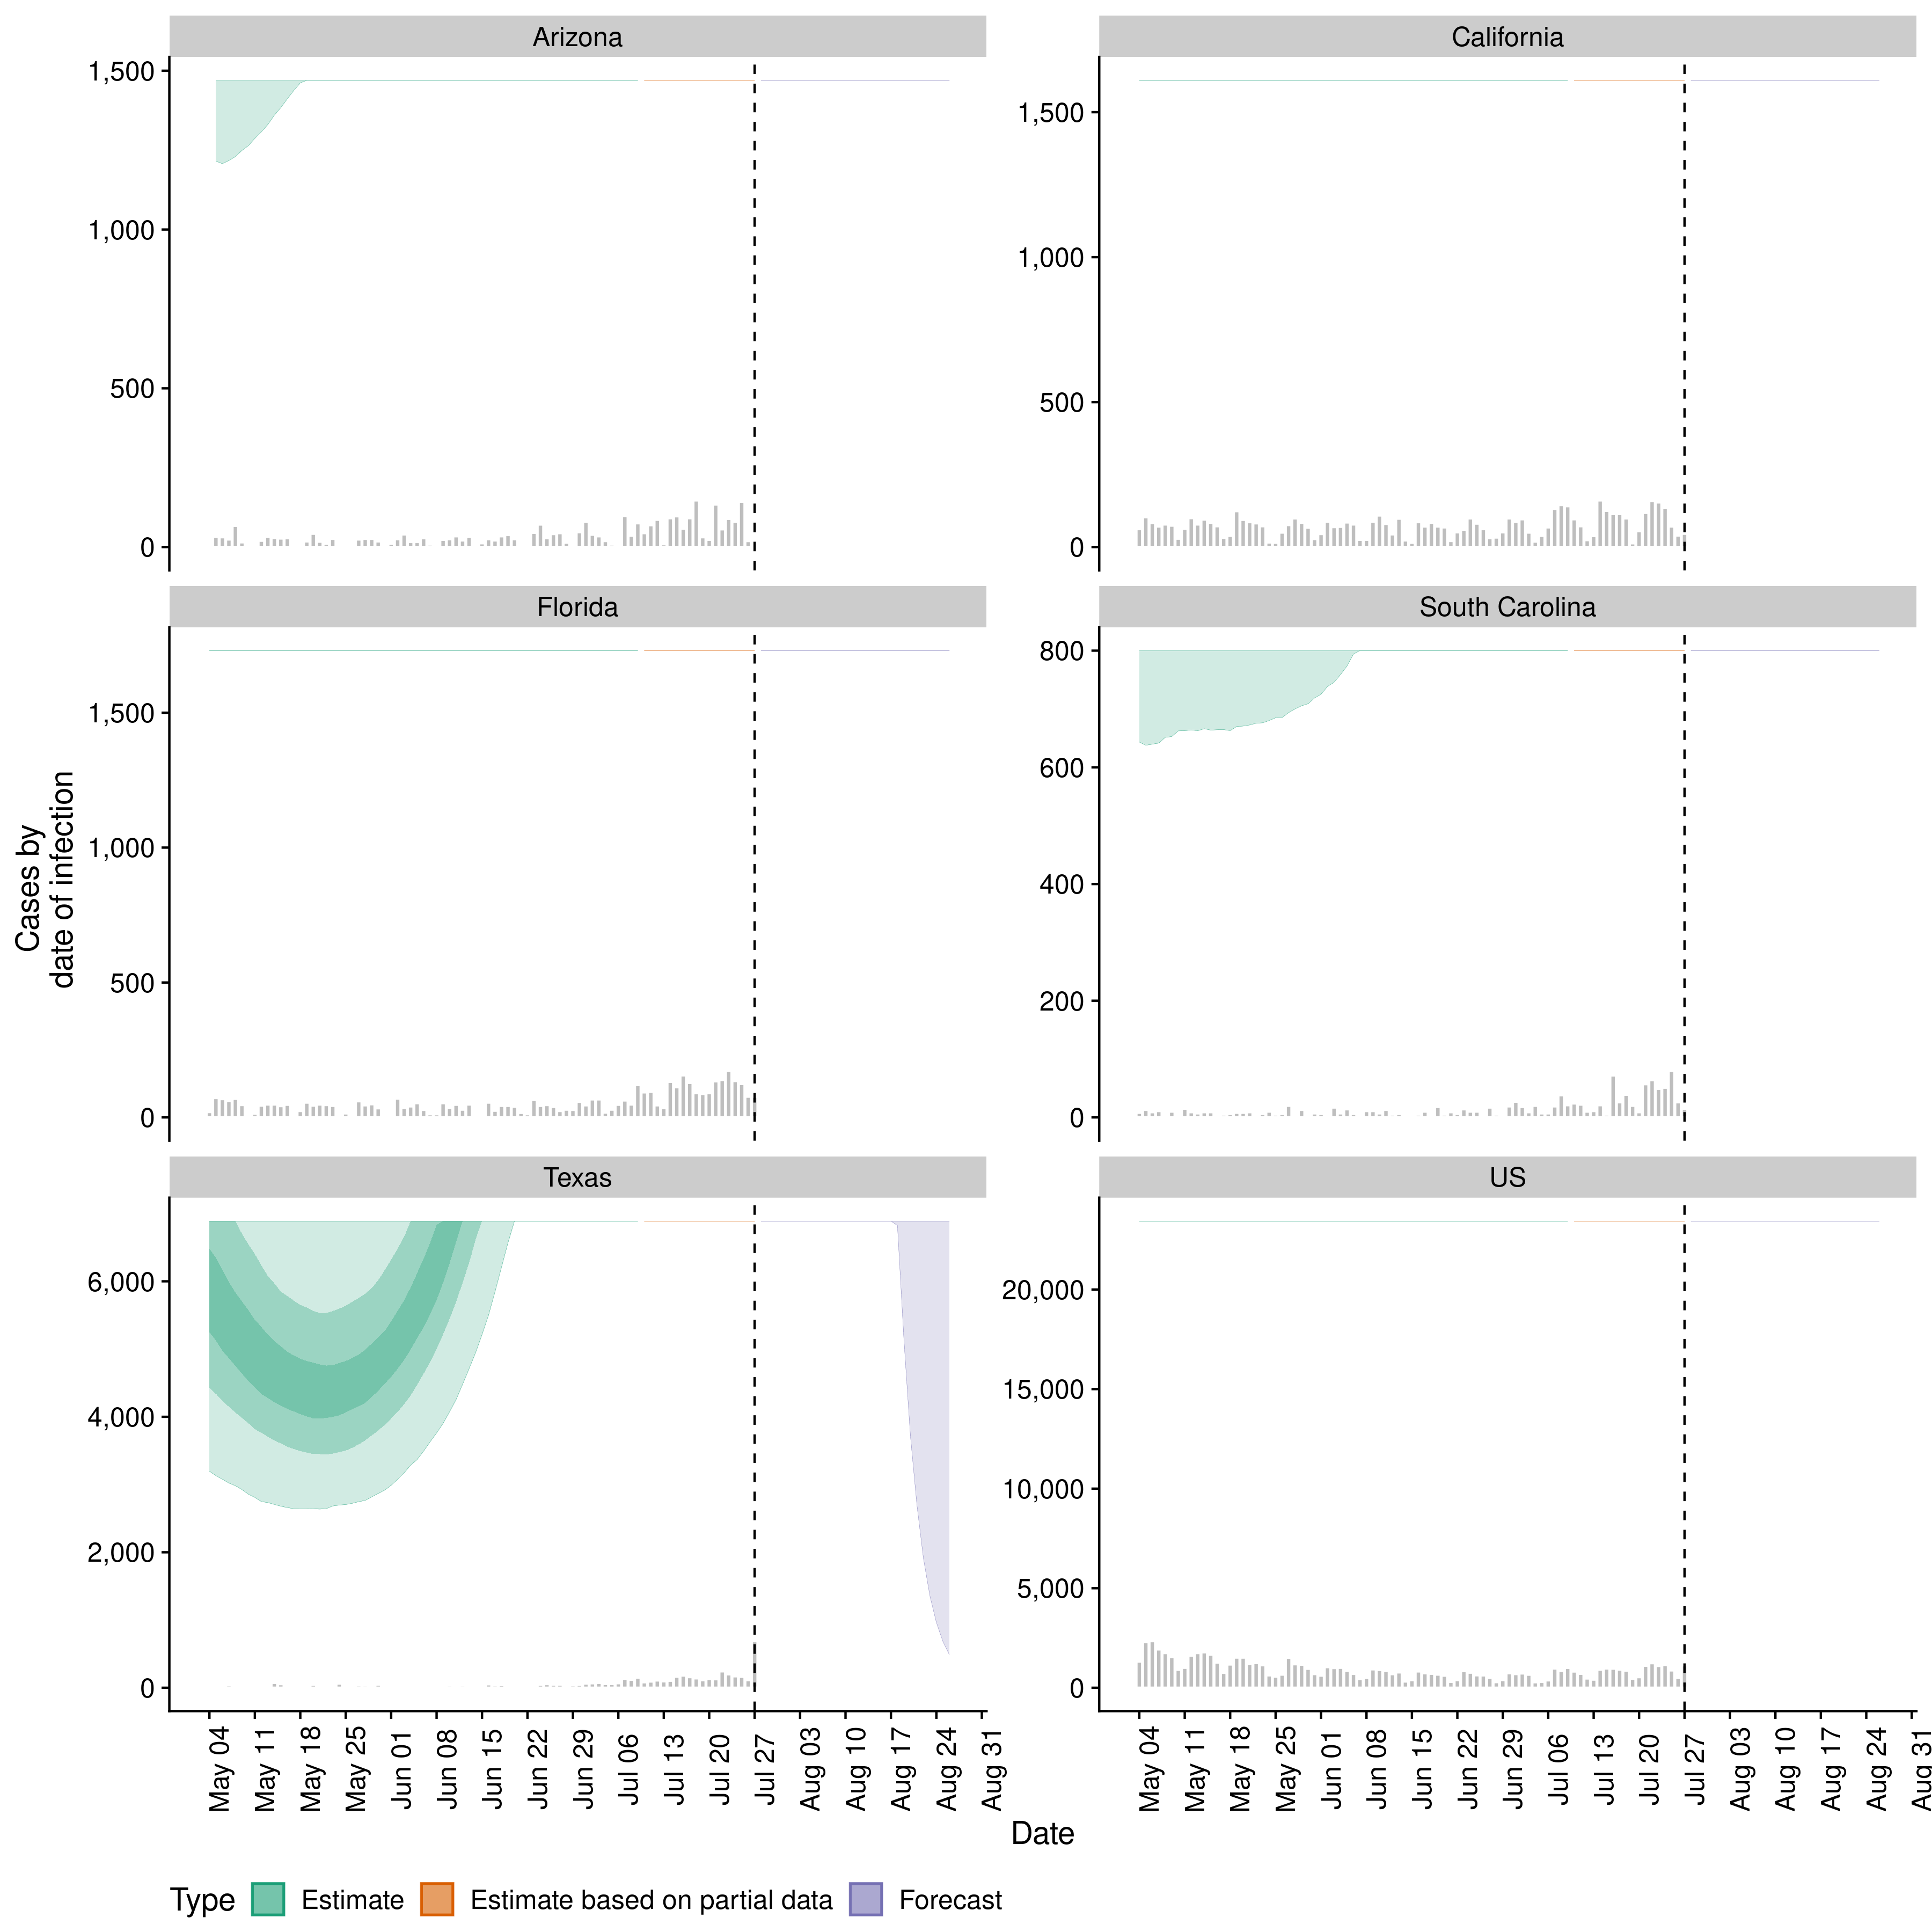 Arizona
California
1,500
1,000
500
0
1,500
1,000
500
0
Florida
South Carolina
1,500
1,000
500
0
800
600
400
200
0
Cases by
date of infection
Texas
US
6,000
4,000
2,000
0
20,000
15,000
10,000
5,000
0
May 04
May 11
May 18
May 25
Jun 01
Jun 08
Jun 15
Jun 22
Jun 29
Jul 06
Jul 13
Jul 20
Jul 27
Aug 03
Aug 10
Aug 17
Aug 24
Aug 31
May 04
May 11
May 18
May 25
Jun 01
Jun 08
Jun 15
Jun 22
Jun 29
Jul 06
Jul 13
Jul 20
Jul 27
Aug 03
Aug 10
Aug 17
Aug 24
Aug 31
Date
Type Estimate Estimate based on partial data Forecast